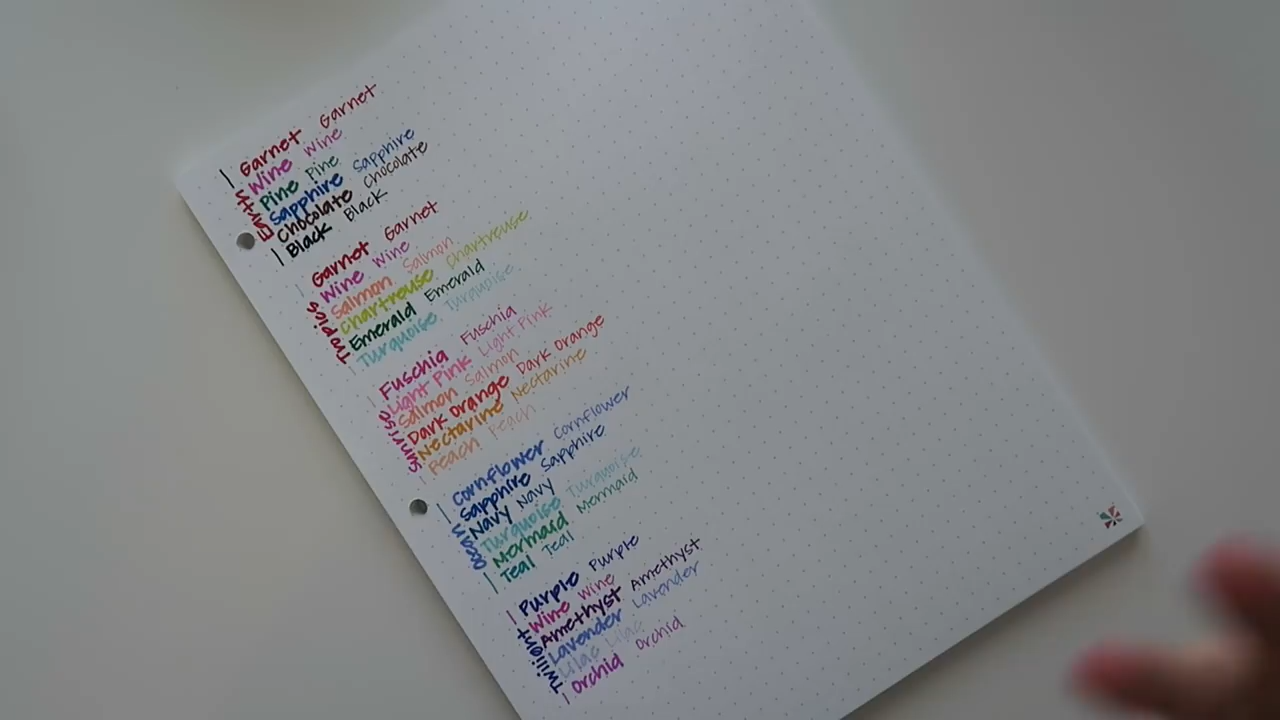 Earth
Garnet Garnet
Wine Wine
Pine Pine
Sapphire Sapphire
Chocolate Chocolate
Black Black
Tropics
Garnet Garnet
Wine Wine
Salmon Salmon
Chartreuse Chartreuse
Emerald Emerald
Turquoise Turquoise
Sunrise
Fuschia Fuschia
Light Pink Light Pink
Salmon Salmon
Dark Orange Dark Orange
Nectarine Nectarine
Peach Peach
Ocean
Cornflower Cornflower
Sapphire Sapphire
Navy Navy
Turquoise Turquoise
Mermaid Mermaid
Teal Teal
Twilight
Purple Purple
Wine Wine
Amethyst Amethyst
Lavender Lavender
Lilac Lilac
Orchid Orchid